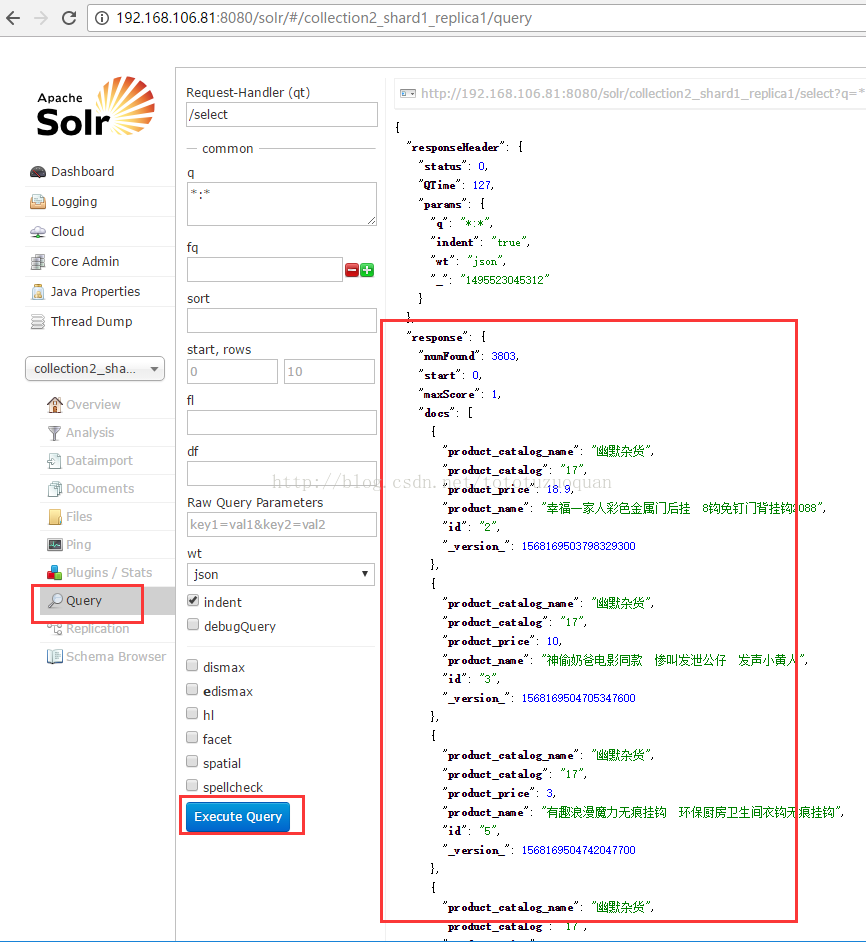 192.168.106.81:8080/solr/#/collection2_shard1_replica1/query
Apache
Solr
Dashboard
Logging
Cloud
Core Admin
Java Properties
Thread Dump
collection2_sha...
Overview
Analysis
Dataimport
Documents
Files
Ping
Plugins / Stats
Query
Replication
Schema Browser
Request-Handler (qt)
/select
common
q
*:*
fq
sort
start, rows
0 10
fl
df
Raw Query Parameters
key1=val1&key2=val2
wt
json
indent
debugQuery
dismax
edismax
hl
facet
spatial
spellcheck
Execute Query
http://192.168.106.81:8080/solr/collection2_shard1_replica1/select?q=*
{
"responseHeader": {
"status": 0,
"QTime": 127,
"params": {
"q": "*:*",
"indent": "true",
"wt": "json",
"_": "1495523045312"
}
},
"response": {
"numFound": 3803,
"start": 0,
"maxScore": 1,
"docs": [
{
"product_catalog_name": "幽默杂货",
"product_catalog": "17",
"product_price": 18.9,
"product_name": "幸福一家人彩色金属门后挂 8钩免钉门背挂钩2088",
"id": "2",
"_version_": 1568169503798329300
},
{
"product_catalog_name": "幽默杂货",
"product_catalog": "17",
"product_price": 10,
"product_name": "神偷奶爸电影同款 惨叫发泄公仔 发声小黄人",
"id": "3",
"_version_": 1568169504705347600
},
{
"product_catalog_name": "幽默杂货",
"product_catalog": "17",
"product_price": 3,
"product_name": "有趣浪漫魔力无痕挂钩 环保厨房卫生间衣钩无痕挂钩",
"id": "5",
"_version_": 1568169504742047700
},
{
"product_catalog_name": "幽默杂货",
"product_catalog": "17",
http://blog.csdn.net/tototuzuoquan